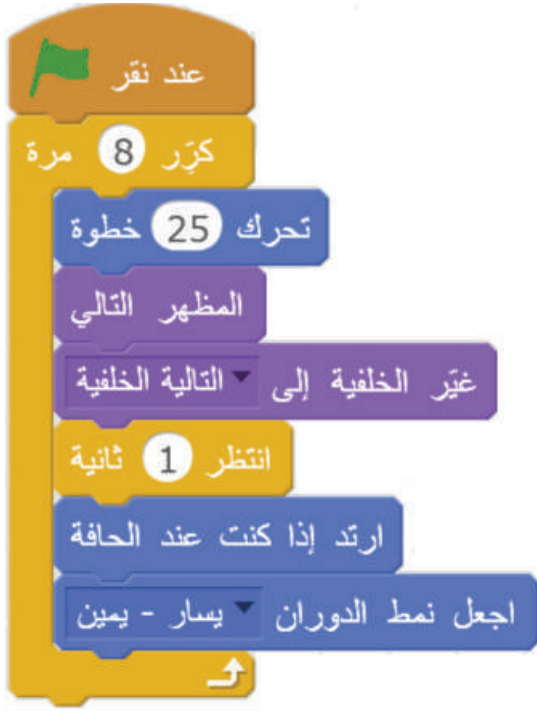 عند نقر
كرّر 8 مرة
تحرك 25 خطوة
المظهر التالي
غيّر الخلفية إلى التالية الخلفية
انتظر 1 ثانية
ارتد إذا كنت عند الحافة
اجعل نمط الدوران يسار - يمين